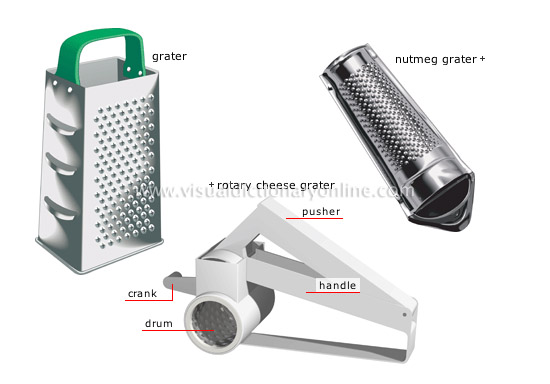 grater
nutmeg grater +
+ rotary cheese grater
www.visualdictionaryonline.com
pusher
handle
crank
drum